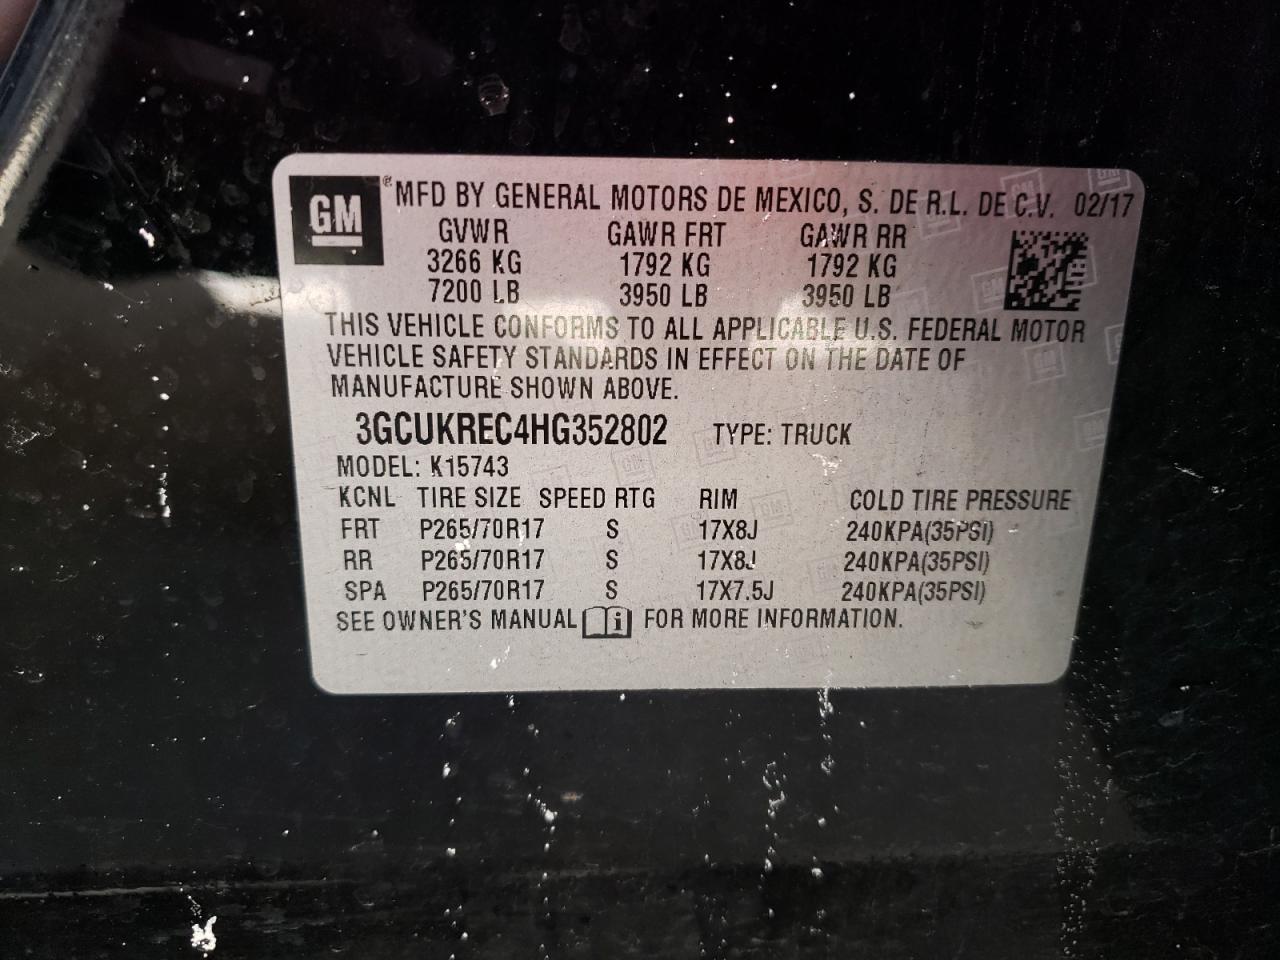 GM ® MFD BY GENERAL MOTORS DE MEXICO, S. DE R.L. DE C.V. 02/17
GVWR GAWR FRT GAWR RR
3266 KG 1792 KG 1792 KG
7200 LB 3950 LB 3950 LB
THIS VEHICLE CONFORMS TO ALL APPLICABLE U.S. FEDERAL MOTOR
VEHICLE SAFETY STANDARDS IN EFFECT ON THE DATE OF
MANUFACTURE SHOWN ABOVE.
3GCUKREC4HG352802 TYPE: TRUCK
MODEL: K15743
KCNL TIRE SIZE SPEED RTG RIM COLD TIRE PRESSURE
FRT P265/70R17 S 17X8J 240KPA(35PSI)
RR P265/70R17 S 17X8J 240KPA(35PSI)
SPA P265/70R17 S 17X7.5J 240KPA(35PSI)
SEE OWNER'S MANUAL i FOR MORE INFORMATION.